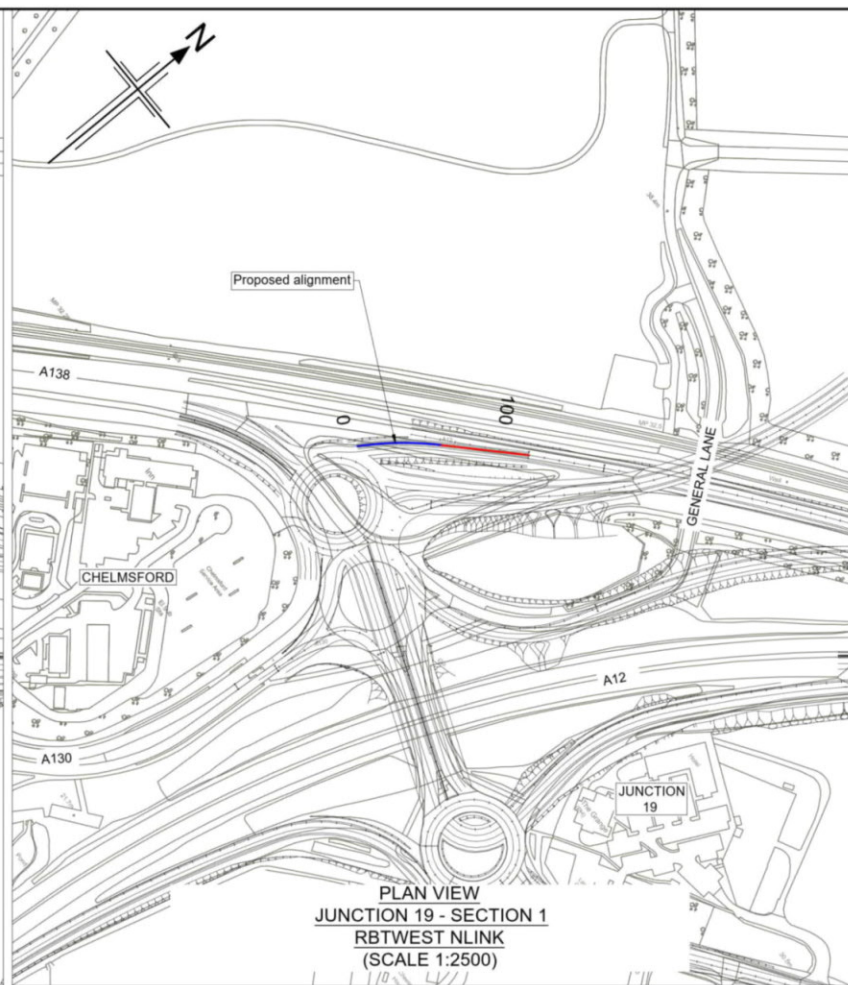 N
Proposed alignment
A138
0
100
GENERAL LANE
CHELMSFORD
A12
A130
JUNCTION
19
PLAN VIEW
JUNCTION 19 - SECTION 1
RBTWEST NLINK
(SCALE 1:2500)